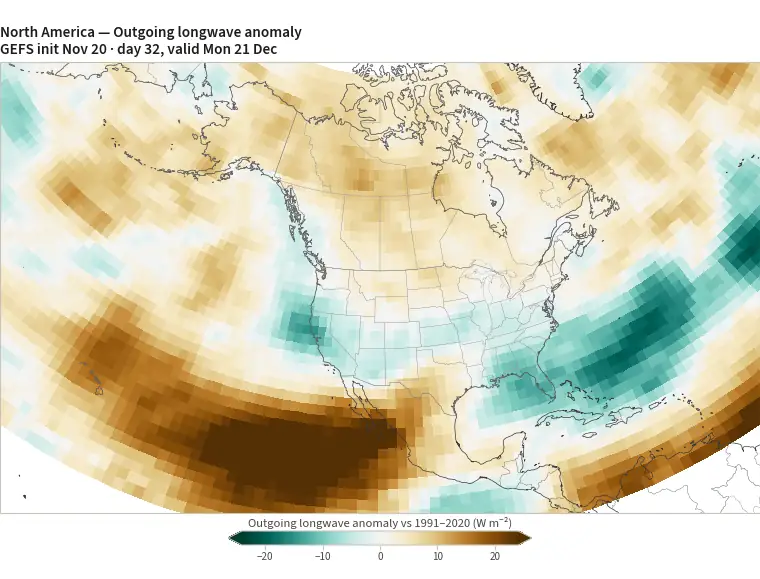 North America — Outgoing longwave anomaly
GEFS init Nov 20 · day 32, valid Mon 21 Dec
Outgoing longwave anomaly vs 1991–2020 (W m⁻²)
−20 −10 0 10 20